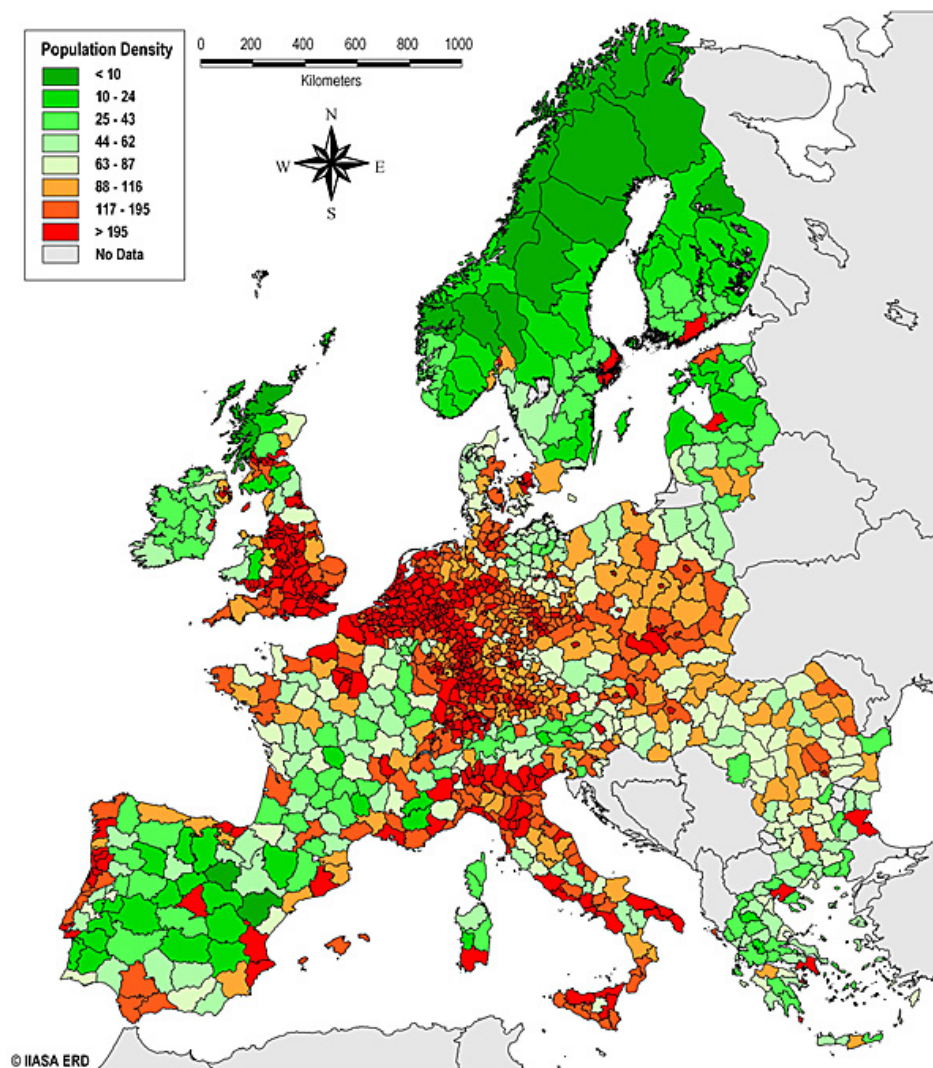 Population Density
< 10
10 - 24
25 - 43
44 - 62
63 - 87
88 - 116
117 - 195
> 195
No Data
0 200 400 600 800 1000
Kilometers
N
W E
S
© IIASA ERD